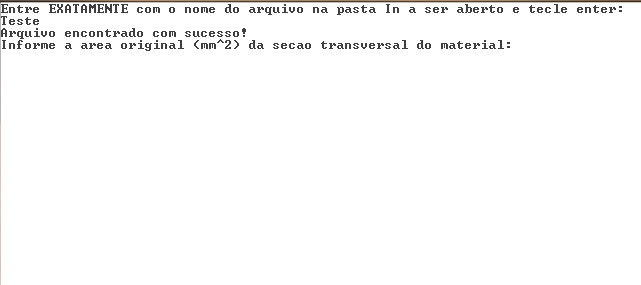 Entre EXATAMENTE com o nome do arquivo na pasta In a ser aberto e tecle enter:
Teste
Arquivo encontrado com sucesso!
Informe a area original (mm^2) da secao transversal do material: